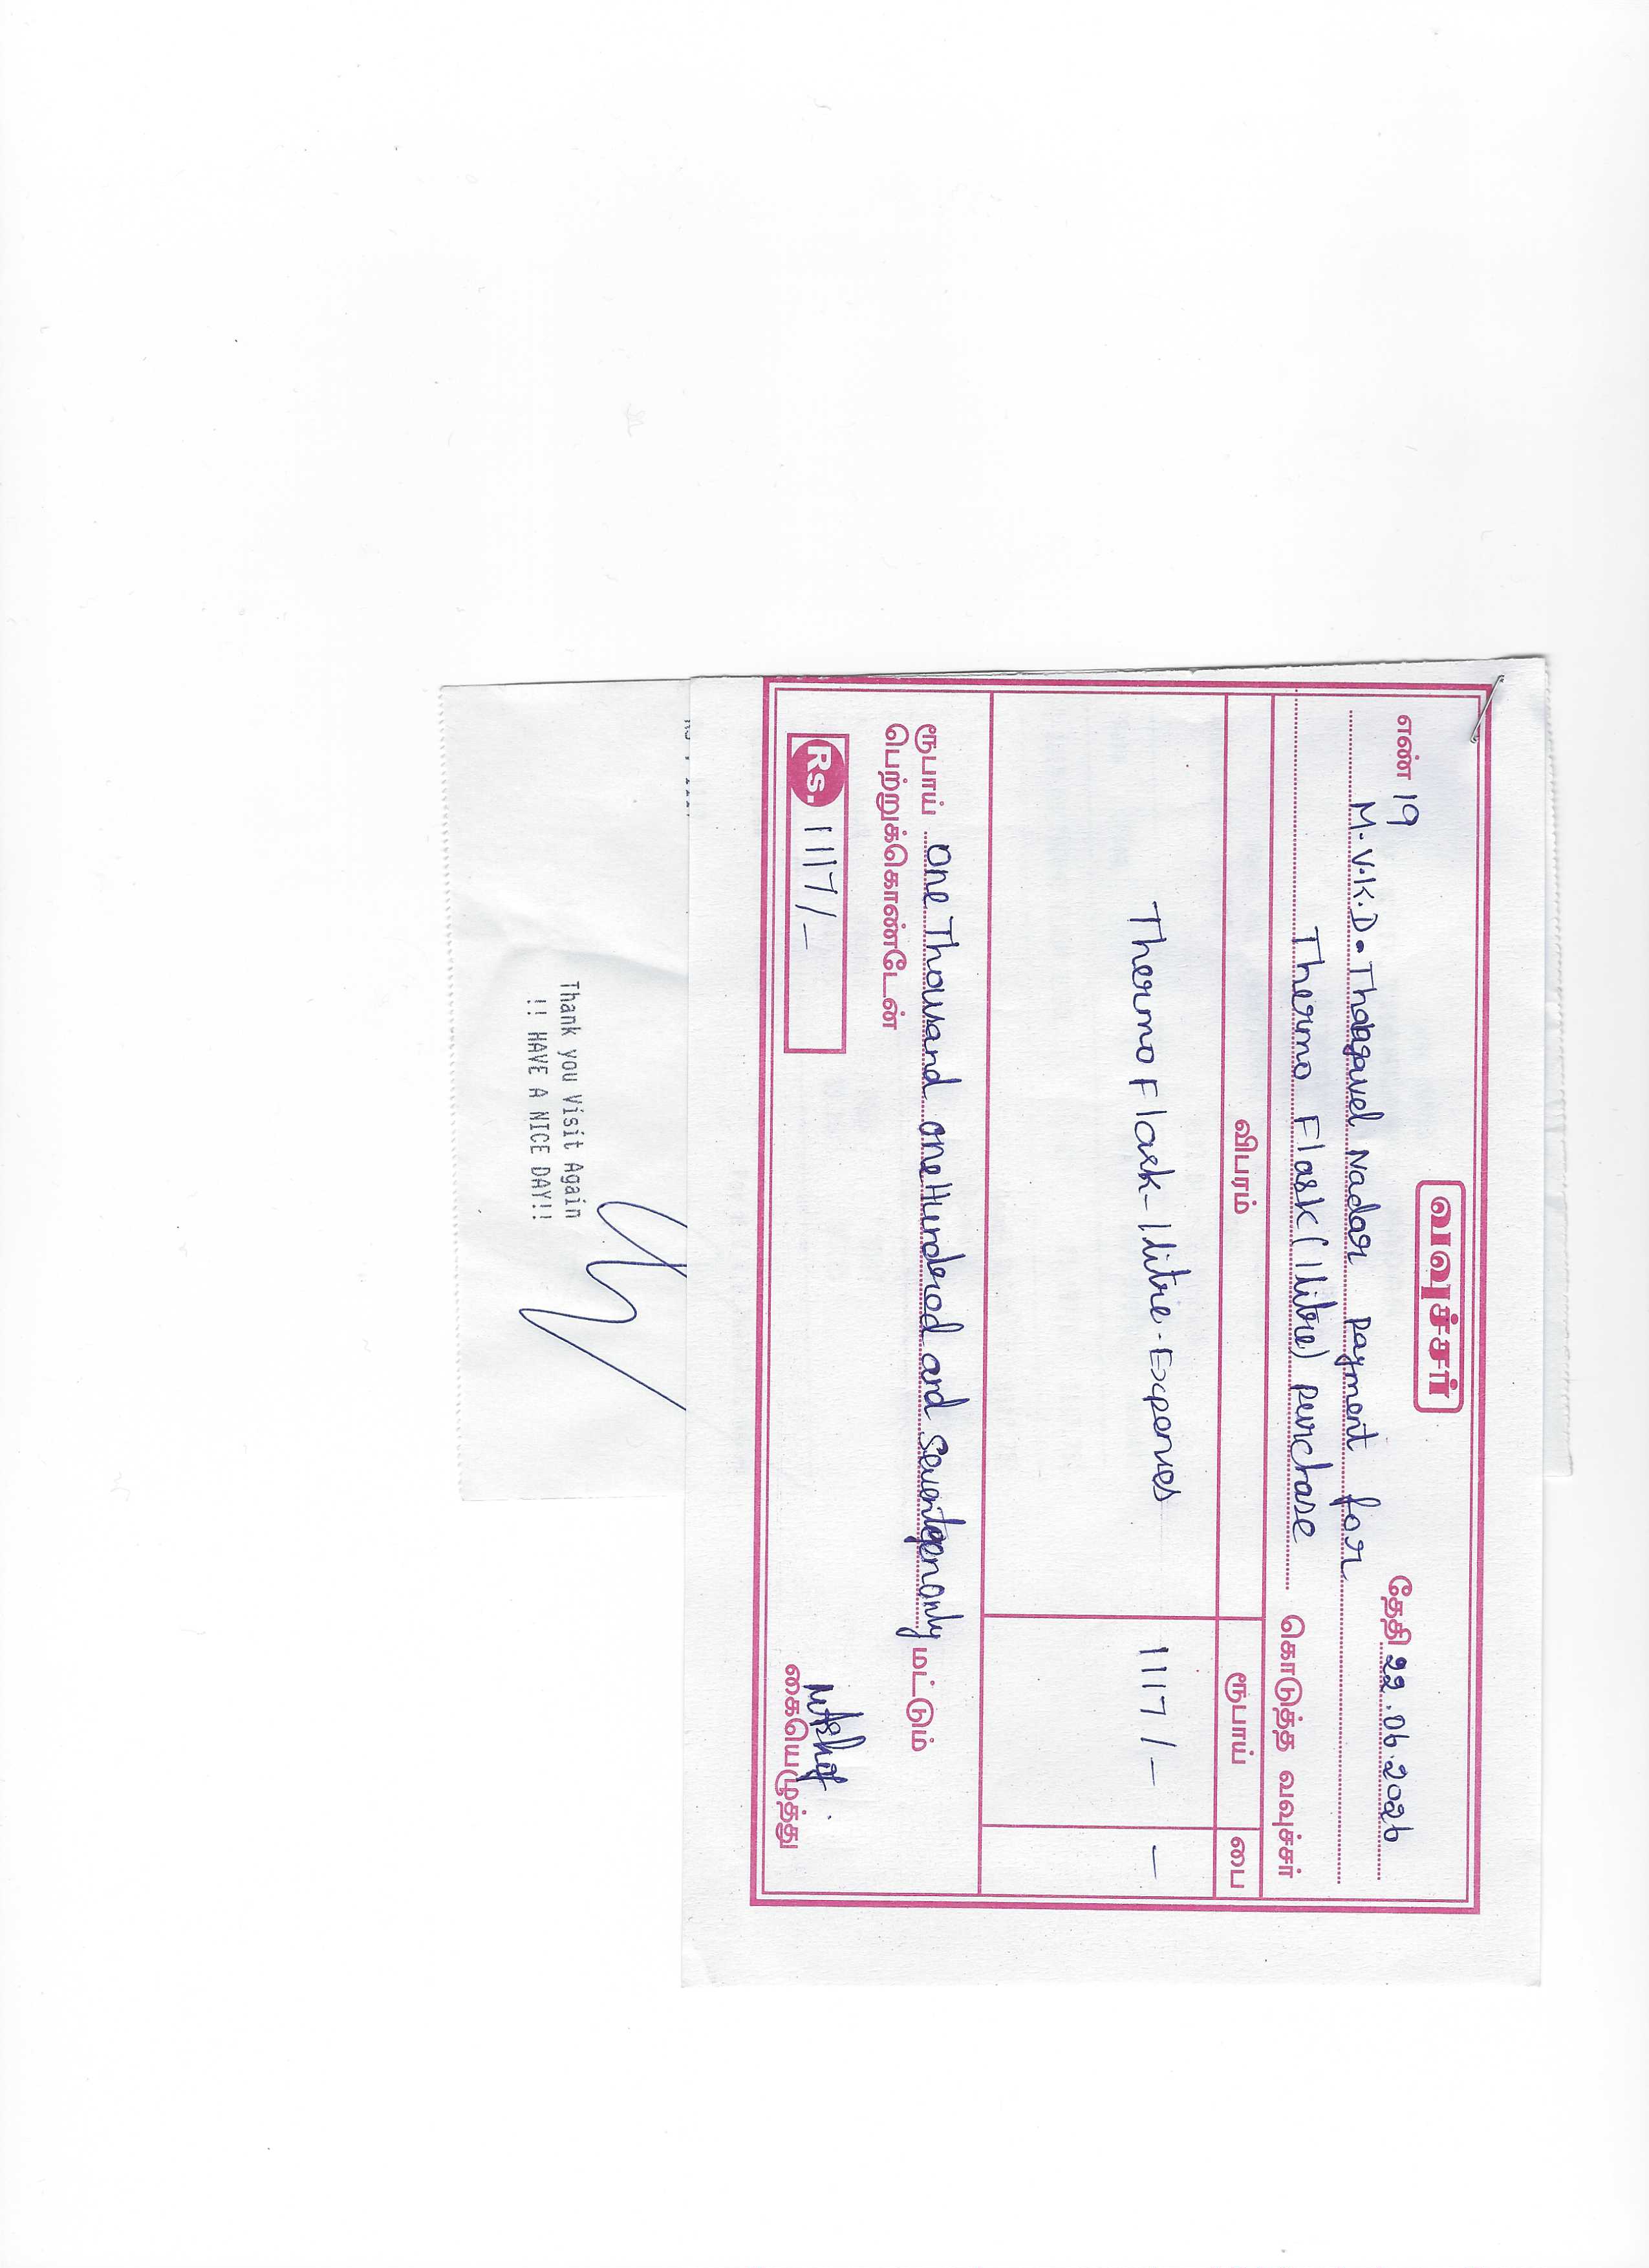 வவுச்சர்
எண் 19
தேதி 22.06.2026
M.V.K.D. Thangavel Nadar payment for
Thermo Flask (1 litre) purchase கொடுத்த வவுச்சர்
விபரம் ரூபாய் பை
Thermo Flask - 1 litre - Expenses 1117/- -
ரூபாய் One Thousand one Hundred and Seventeen only மட்டும்
பெற்றுக்கொண்டேன்
Rs. 1117/-
கையெழுத்து
Thank you Visit Again
!! HAVE A NICE DAY!!